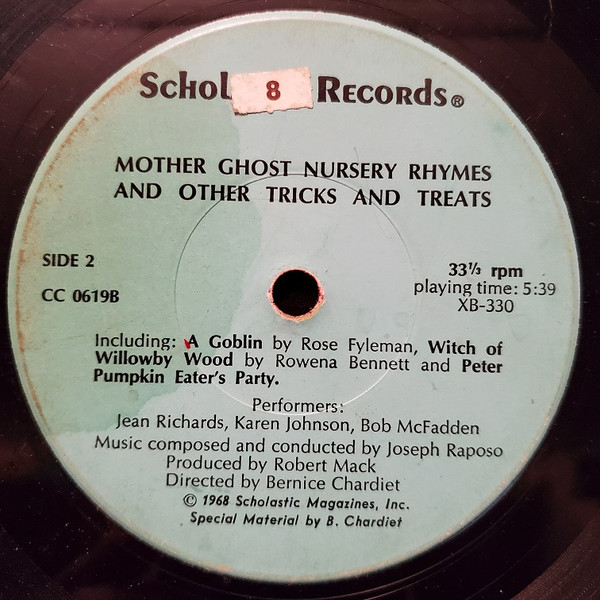 Schol 8 Records®
MOTHER GHOST NURSERY RHYMES
AND OTHER TRICKS AND TREATS
SIDE 2
CC 0619B
33⅓ rpm
playing time: 5:39
XB-330
Including: A Goblin by Rose Fyleman, Witch of
Willowby Wood by Rowena Bennett and Peter
Pumpkin Eater's Party.
Performers:
Jean Richards, Karen Johnson, Bob McFadden
Music composed and conducted by Joseph Raposo
Produced by Robert Mack
Directed by Bernice Chardiet
© 1968 Scholastic Magazines, Inc.
Special Material by B. Chardiet